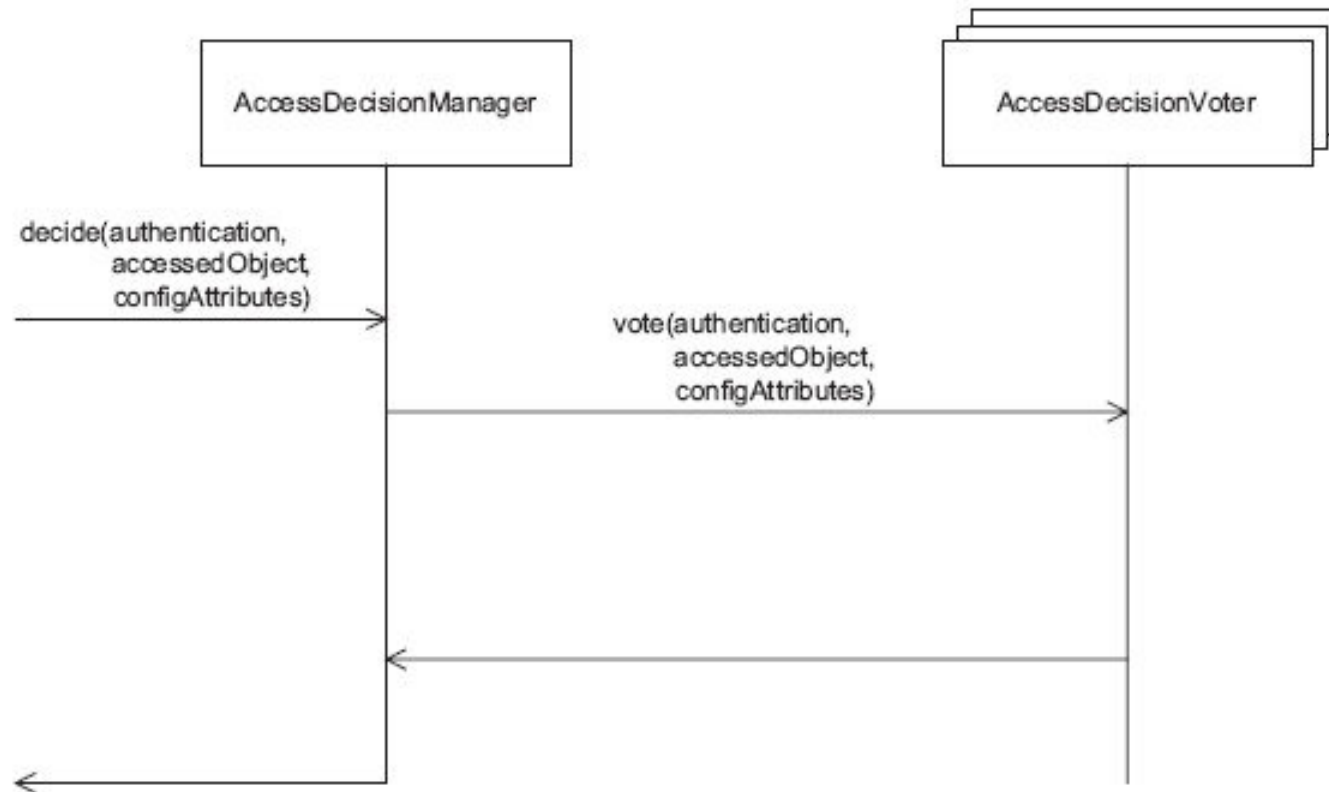 AccessDecisionManager
AccessDecisionVoter
decide(authentication,
accessedObject,
configAttributes)
vote(authentication,
accessedObject,
configAttributes)